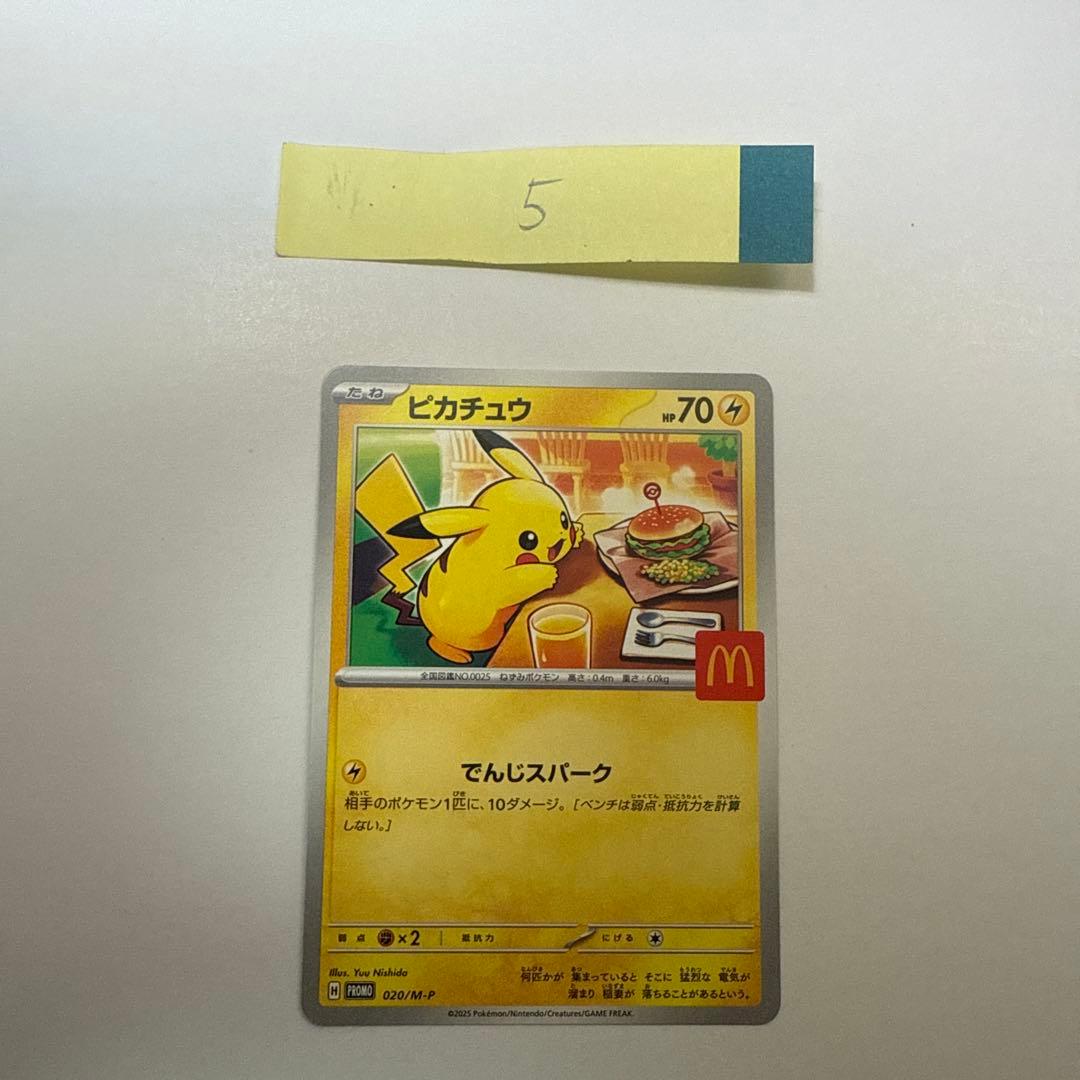 5
たね ピカチュウ HP70
全国図鑑NO.0025 ねずみポケモン 高さ:0.4m 重さ:6.0kg
M
でんじスパーク
相手のポケモン1匹に、10ダメージ。[ベンチは弱点・抵抗力を計算
しない。]
弱点 ×2 抵抗力 にげる
Illus. Yuu Nishida
何匹かが 集まっていると そこに 猛烈な 電気が
溜まり 稲妻が 落ちることがあるという。
H PROMO 020/M-P
©2025 Pokémon/Nintendo/Creatures/GAME FREAK.